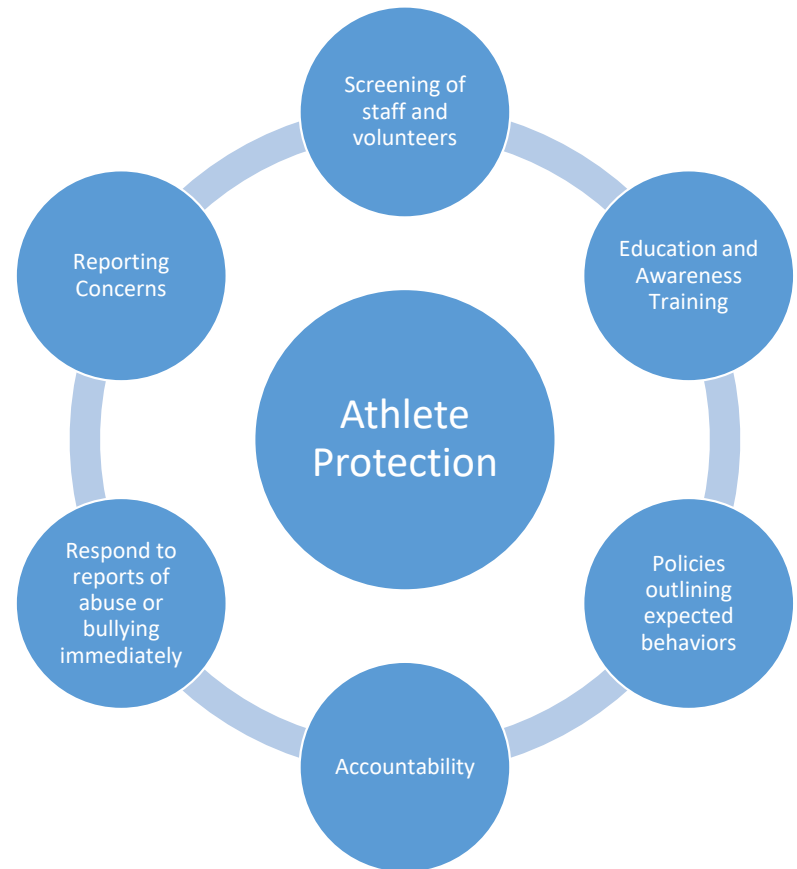 Screening of
staff and
volunteers
Education and
Awareness
Training
Policies
outlining
expected
behaviors
Accountability
Respond to
reports of
abuse or
bullying
immediately
Reporting
Concerns
Athlete
Protection